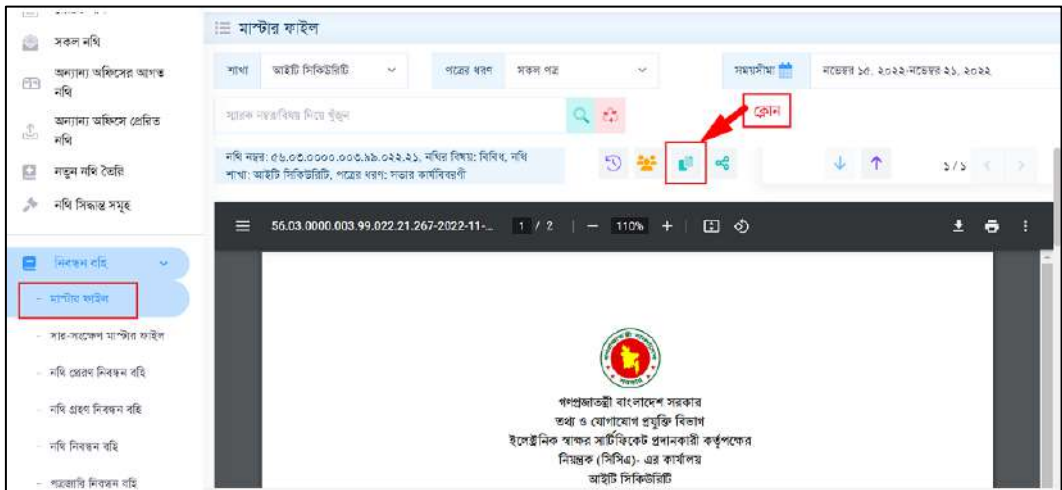 মাস্টার ফাইল
সকল নথি
অন্যান্য অফিসের আগত
নথি
অন্যান্য অফিসে প্রেরিত
নথি
নতুন নথি তৈরি
নথি সিদ্ধান্ত সমূহ
নিবন্ধন বহি
- মাস্টার ফাইল
- সার-সংক্ষেপ মাস্টার ফাইল
- নথি প্রেরণ নিবন্ধন বহি
- নথি গ্রহণ নিবন্ধন বহি
- নথি নিবন্ধন বহি
- পত্রজারি নিবন্ধন বহি
শাখা আইটি সিকিউরিটি পত্রের ধরণ সকল পত্র সময়সীমা নভেম্বর ১৫, ২০২২-নভেম্বর ২১, ২০২২
স্মারক নম্বর/বিষয় দিয়ে খুঁজুন
ক্লোন
নথি নম্বর: ৫৬.০৩.০০০০.০০৩.৯৯.০২২.২১, নথির বিষয়: বিবিধ, নথি
শাখা: আইটি সিকিউরিটি, পত্রের ধরণ: সভার কার্যবিবরণী
১/১
56.03.0000.003.99.022.21.267-2022-11-... 1 / 2 | − 110% +
গণপ্রজাতন্ত্রী বাংলাদেশ সরকার
তথ্য ও যোগাযোগ প্রযুক্তি বিভাগ
ইলেক্ট্রনিক স্বাক্ষর সার্টিফিকেট প্রদানকারী কর্তৃপক্ষের
নিয়ন্ত্রক (সিসিএ)- এর কার্যালয়
আইটি সিকিউরিটি